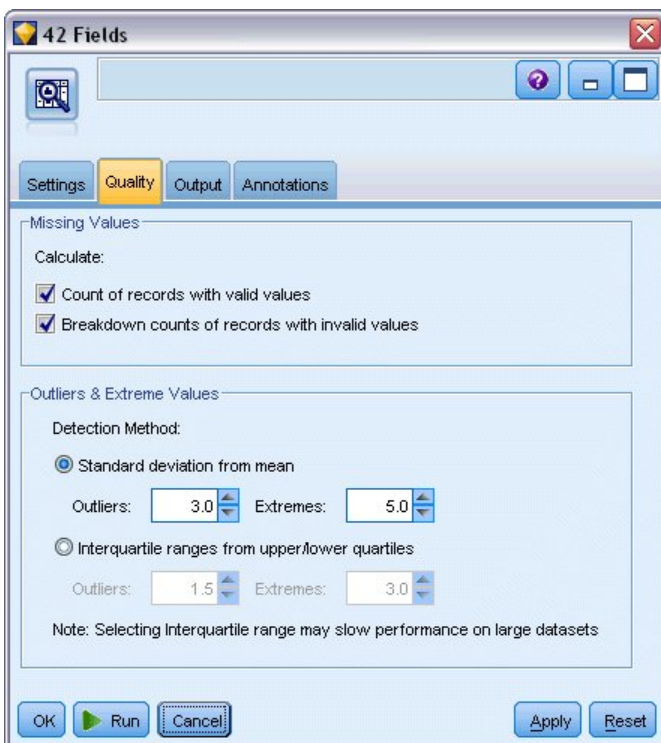 42 Fields
?
Settings Quality Output Annotations
Missing Values
Calculate:
Count of records with valid values
Breakdown counts of records with invalid values
Outliers & Extreme Values
Detection Method:
Standard deviation from mean
Outliers: 3.0 Extremes: 5.0
Interquartile ranges from upper/lower quartiles
Outliers: 1.5 Extremes: 3.0
Note: Selecting Interquartile range may slow performance on large datasets
OK Run Cancel Apply Reset